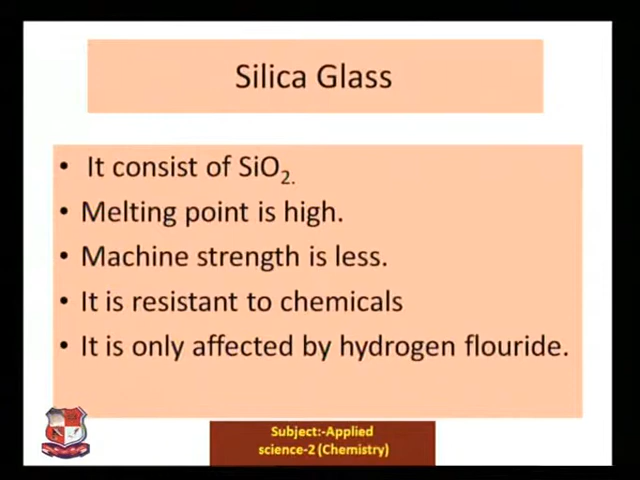 Silica Glass
• It consist of SiO₂.
• Melting point is high.
• Machine strength is less.
• It is resistant to chemicals
• It is only affected by hydrogen flouride.
Subject:-Applied
science-2 (Chemistry)